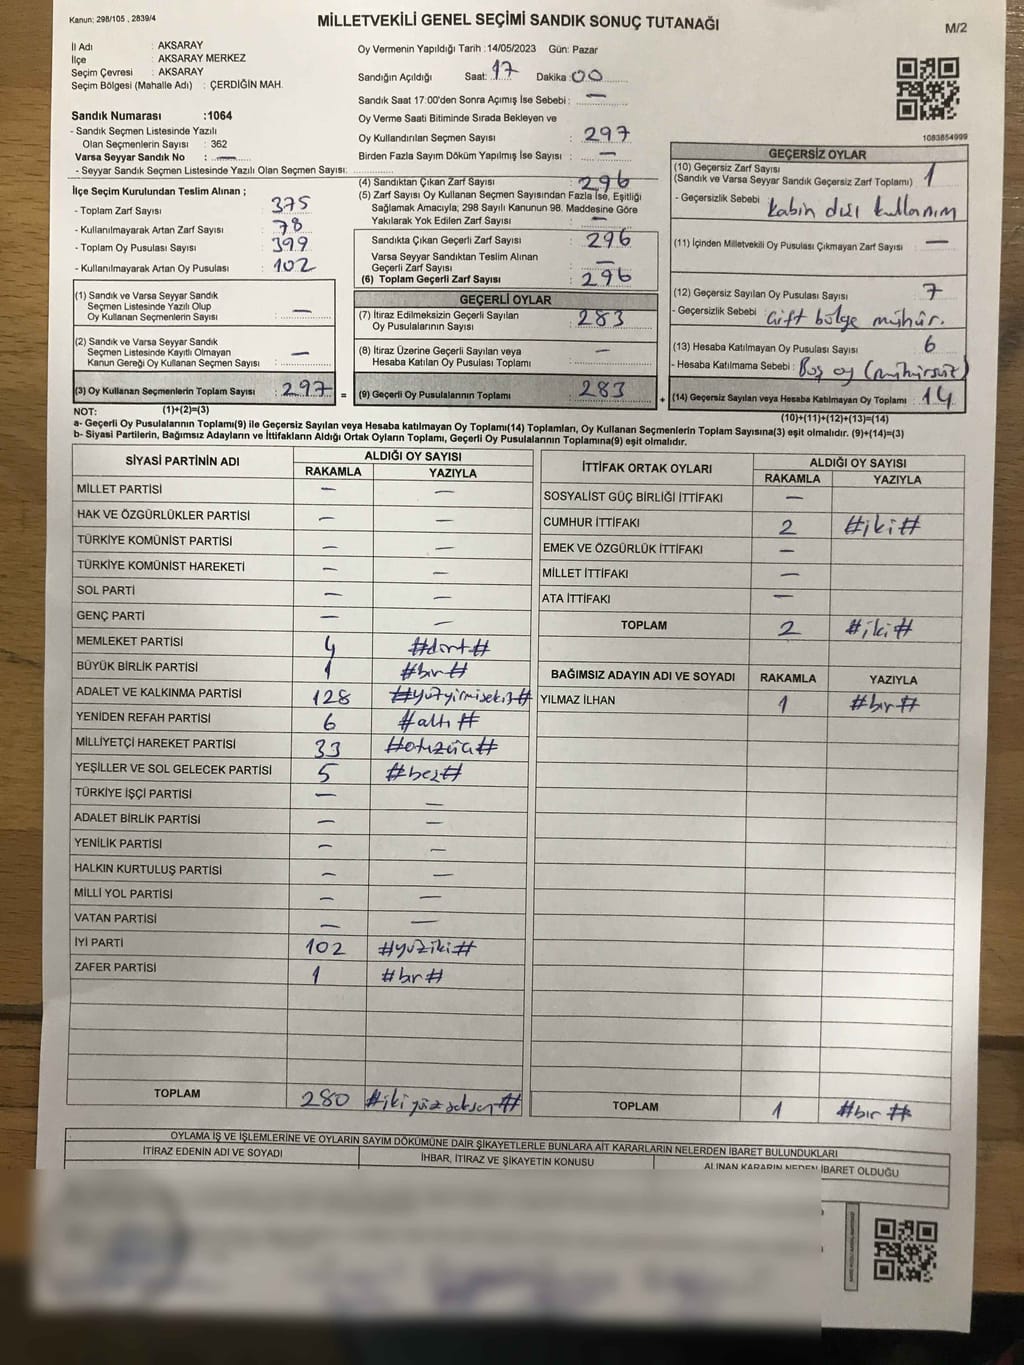 Kanun; 298/105 , 2839/4
MİLLETVEKİLİ GENEL SEÇİMİ SANDIK SONUÇ TUTANAĞI
M/2
İl Adı : AKSARAY
İlçe : AKSARAY MERKEZ
Seçim Çevresi : AKSARAY
Seçim Bölgesi (Mahalle Adı) : ÇERDİĞİN MAH.
Sandık Numarası :1064
- Sandık Seçmen Listesinde Yazılı
Olan Seçmenlerin Sayısı : 362
Varsa Seyyar Sandık No : —
- Seyyar Sandık Seçmen Listesinde Yazılı Olan Seçmen Sayısı:
Oy Vermenin Yapıldığı Tarih :14/05/2023 Gün: Pazar
Sandığın Açıldığı Saat: 17 Dakika: 00
Sandık Saat 17:00'den Sonra Açılmış İse Sebebi : —
Oy Verme Saati Bitiminde Sırada Bekleyen ve
Oy Kullandırılan Seçmen Sayısı : 297
Birden Fazla Sayım Döküm Yapılmış İse Sayısı : —
1083854999
İlçe Seçim Kurulundan Teslim Alınan ;
- Toplam Zarf Sayısı : 375
- Kullanılmayarak Artan Zarf Sayısı : 78
- Toplam Oy Pusulası Sayısı : 399
- Kullanılmayarak Artan Oy Pusulası : 102
(4) Sandıktan Çıkan Zarf Sayısı : 296
(5) Zarf Sayısı Oy Kullanan Seçmen Sayısından Fazla İse, Eşitliği
Sağlamak Amacıyla; 298 Sayılı Kanunun 98. Maddesine Göre
Yakılarak Yok Edilen Zarf Sayısı : —
Sandıkta Çıkan Geçerli Zarf Sayısı : 296
Varsa Seyyar Sandıktan Teslim Alınan
Geçerli Zarf Sayısı : —
(6) Toplam Geçerli Zarf Sayısı : 296
GEÇERSİZ OYLAR
(10) Geçersiz Zarf Sayısı
(Sandık ve Varsa Seyyar Sandık Geçersiz Zarf Toplamı) : 1
- Geçersizlik Sebebi : kabin dışı kullanım
(11) İçinden Milletvekili Oy Pusulası Çıkmayan Zarf Sayısı : —
(12) Geçersiz Sayılan Oy Pusulası Sayısı : 7
- Geçersizlik Sebebi : Çift bölge mühür.
(13) Hesaba Katılmayan Oy Pusulası Sayısı : 6
- Hesaba Katılmama Sebebi : Boş oy (mühürsüz)
(14) Geçersiz Sayılan veya Hesaba Katılmayan Oy Toplamı : 14
(10)+(11)+(12)+(13)=(14)
(1) Sandık ve Varsa Seyyar Sandık
Seçmen Listesinde Yazılı Olup
Oy Kullanan Seçmenlerin Sayısı : —
(2) Sandık ve Varsa Seyyar Sandık
Seçmen Listesinde Kayıtlı Olmayan
Kanun Gereği Oy Kullanan Seçmen Sayısı : —
(3) Oy Kullanan Seçmenlerin Toplam Sayısı : 297 =
(1)+(2)=(3)
GEÇERLİ OYLAR
(7) İtiraz Edilmeksizin Geçerli Sayılan
Oy Pusulalarının Sayısı : 283
(8) İtiraz Üzerine Geçerli Sayılan veya
Hesaba Katılan Oy Pusulası Toplamı : —
(9) Geçerli Oy Pusulalarının Toplamı : 283 +
NOT:
a- Geçerli Oy Pusulalarının Toplamı(9) ile Geçersiz Sayılan veya Hesaba katılmayan Oy Toplamı(14) Toplamları, Oy Kullanan Seçmenlerin Toplam Sayısına(3) eşit olmalıdır. (9)+(14)=(3)
b- Siyasi Partilerin, Bağımsız Adayların ve İttifakların Aldığı Ortak Oyların Toplamı, Geçerli Oy Pusulalarının Toplamına(9) eşit olmalıdır.
SİYASİ PARTİNİN ADI ALDIĞI OY SAYISI
RAKAMLA YAZIYLA
MİLLET PARTİSİ — —
HAK VE ÖZGÜRLÜKLER PARTİSİ — —
TÜRKİYE KOMÜNİST PARTİSİ — —
TÜRKİYE KOMÜNİST HAREKETİ — —
SOL PARTİ — —
GENÇ PARTİ — —
MEMLEKET PARTİSİ 4 #dört#
BÜYÜK BİRLİK PARTİSİ 1 #bir#
ADALET VE KALKINMA PARTİSİ 128 #yüzyirmisekiz#
YENİDEN REFAH PARTİSİ 6 #altı#
MİLLİYETÇİ HAREKET PARTİSİ 33 #otuzüç#
YEŞİLLER VE SOL GELECEK PARTİSİ 5 #beş#
TÜRKİYE İŞÇİ PARTİSİ — —
ADALET BİRLİK PARTİSİ — —
YENİLİK PARTİSİ — —
HALKIN KURTULUŞ PARTİSİ — —
MİLLİ YOL PARTİSİ — —
VATAN PARTİSİ — —
İYİ PARTİ 102 #yüziki#
ZAFER PARTİSİ 1 #bir#
TOPLAM 280 #ikiyüzseksen#
İTTİFAK ORTAK OYLARI ALDIĞI OY SAYISI
RAKAMLA YAZIYLA
SOSYALİST GÜÇ BİRLİĞİ İTTİFAKI —
CUMHUR İTTİFAKI 2 #iki#
EMEK VE ÖZGÜRLÜK İTTİFAKI —
MİLLET İTTİFAKI —
ATA İTTİFAKI —
TOPLAM 2 #iki#
BAĞIMSIZ ADAYIN ADI VE SOYADI RAKAMLA YAZIYLA
YILMAZ İLHAN 1 #bir#
TOPLAM 1 #bir#
OYLAMA İŞ VE İŞLEMLERİNE VE OYLARIN SAYIM DÖKÜMÜNE DAİR ŞİKAYETLERLE BUNLARA AİT KARARLARIN NELERDEN İBARET BULUNDUKLARI
İTİRAZ EDENİN ADI VE SOYADI İHBAR, İTİRAZ VE ŞİKAYETİN KONUSU ALINAN KARARIN NEDEN İBARET OLDUĞU